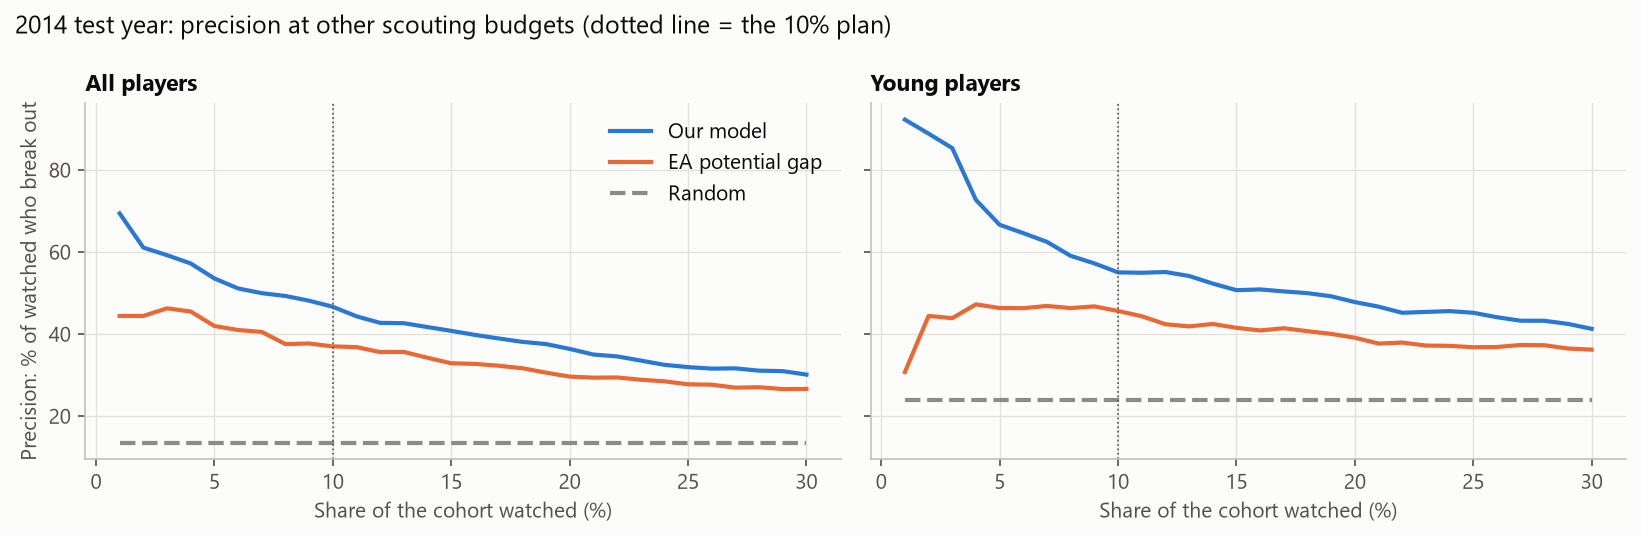 2014 test year: precision at other scouting budgets (dotted line = the 10% plan)
All players
Precision: % of watched who break out
80
60
40
20
0 5 10 15 20 25 30
Share of the cohort watched (%)
Our model
EA potential gap
Random
Young players
0 5 10 15 20 25 30
Share of the cohort watched (%)